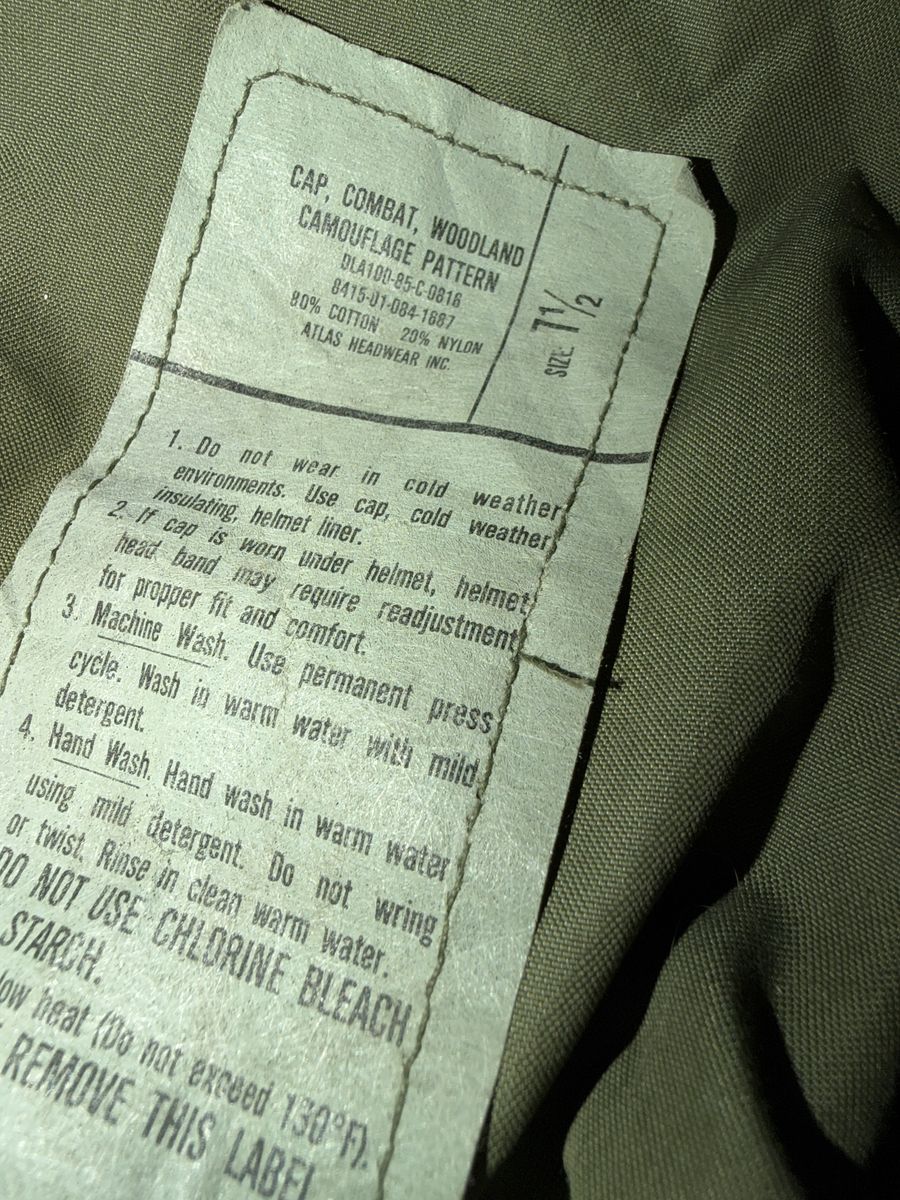 CAP, COMBAT, WOODLAND
CAMOUFLAGE PATTERN
DLA100-85-C-0816
8415-01-084-1687
80% COTTON 20% NYLON
ATLAS HEADWEAR INC.
SIZE: 7 1/2
1. Do not wear in cold weather
environments. Use cap, cold weather
insulating, helmet liner.
2. If cap is worn under helmet, helmet
head band may require readjustment
for propper fit and comfort.
3. Machine Wash. Use permanent press
cycle. Wash in warm water with mild
detergent.
4. Hand Wash. Hand wash in warm water
using mild detergent. Do not wring
or twist. Rinse in clean warm water.
DO NOT USE CHLORINE BLEACH
STARCH.
low heat (Do not exceed 130°F).
REMOVE THIS LABEL